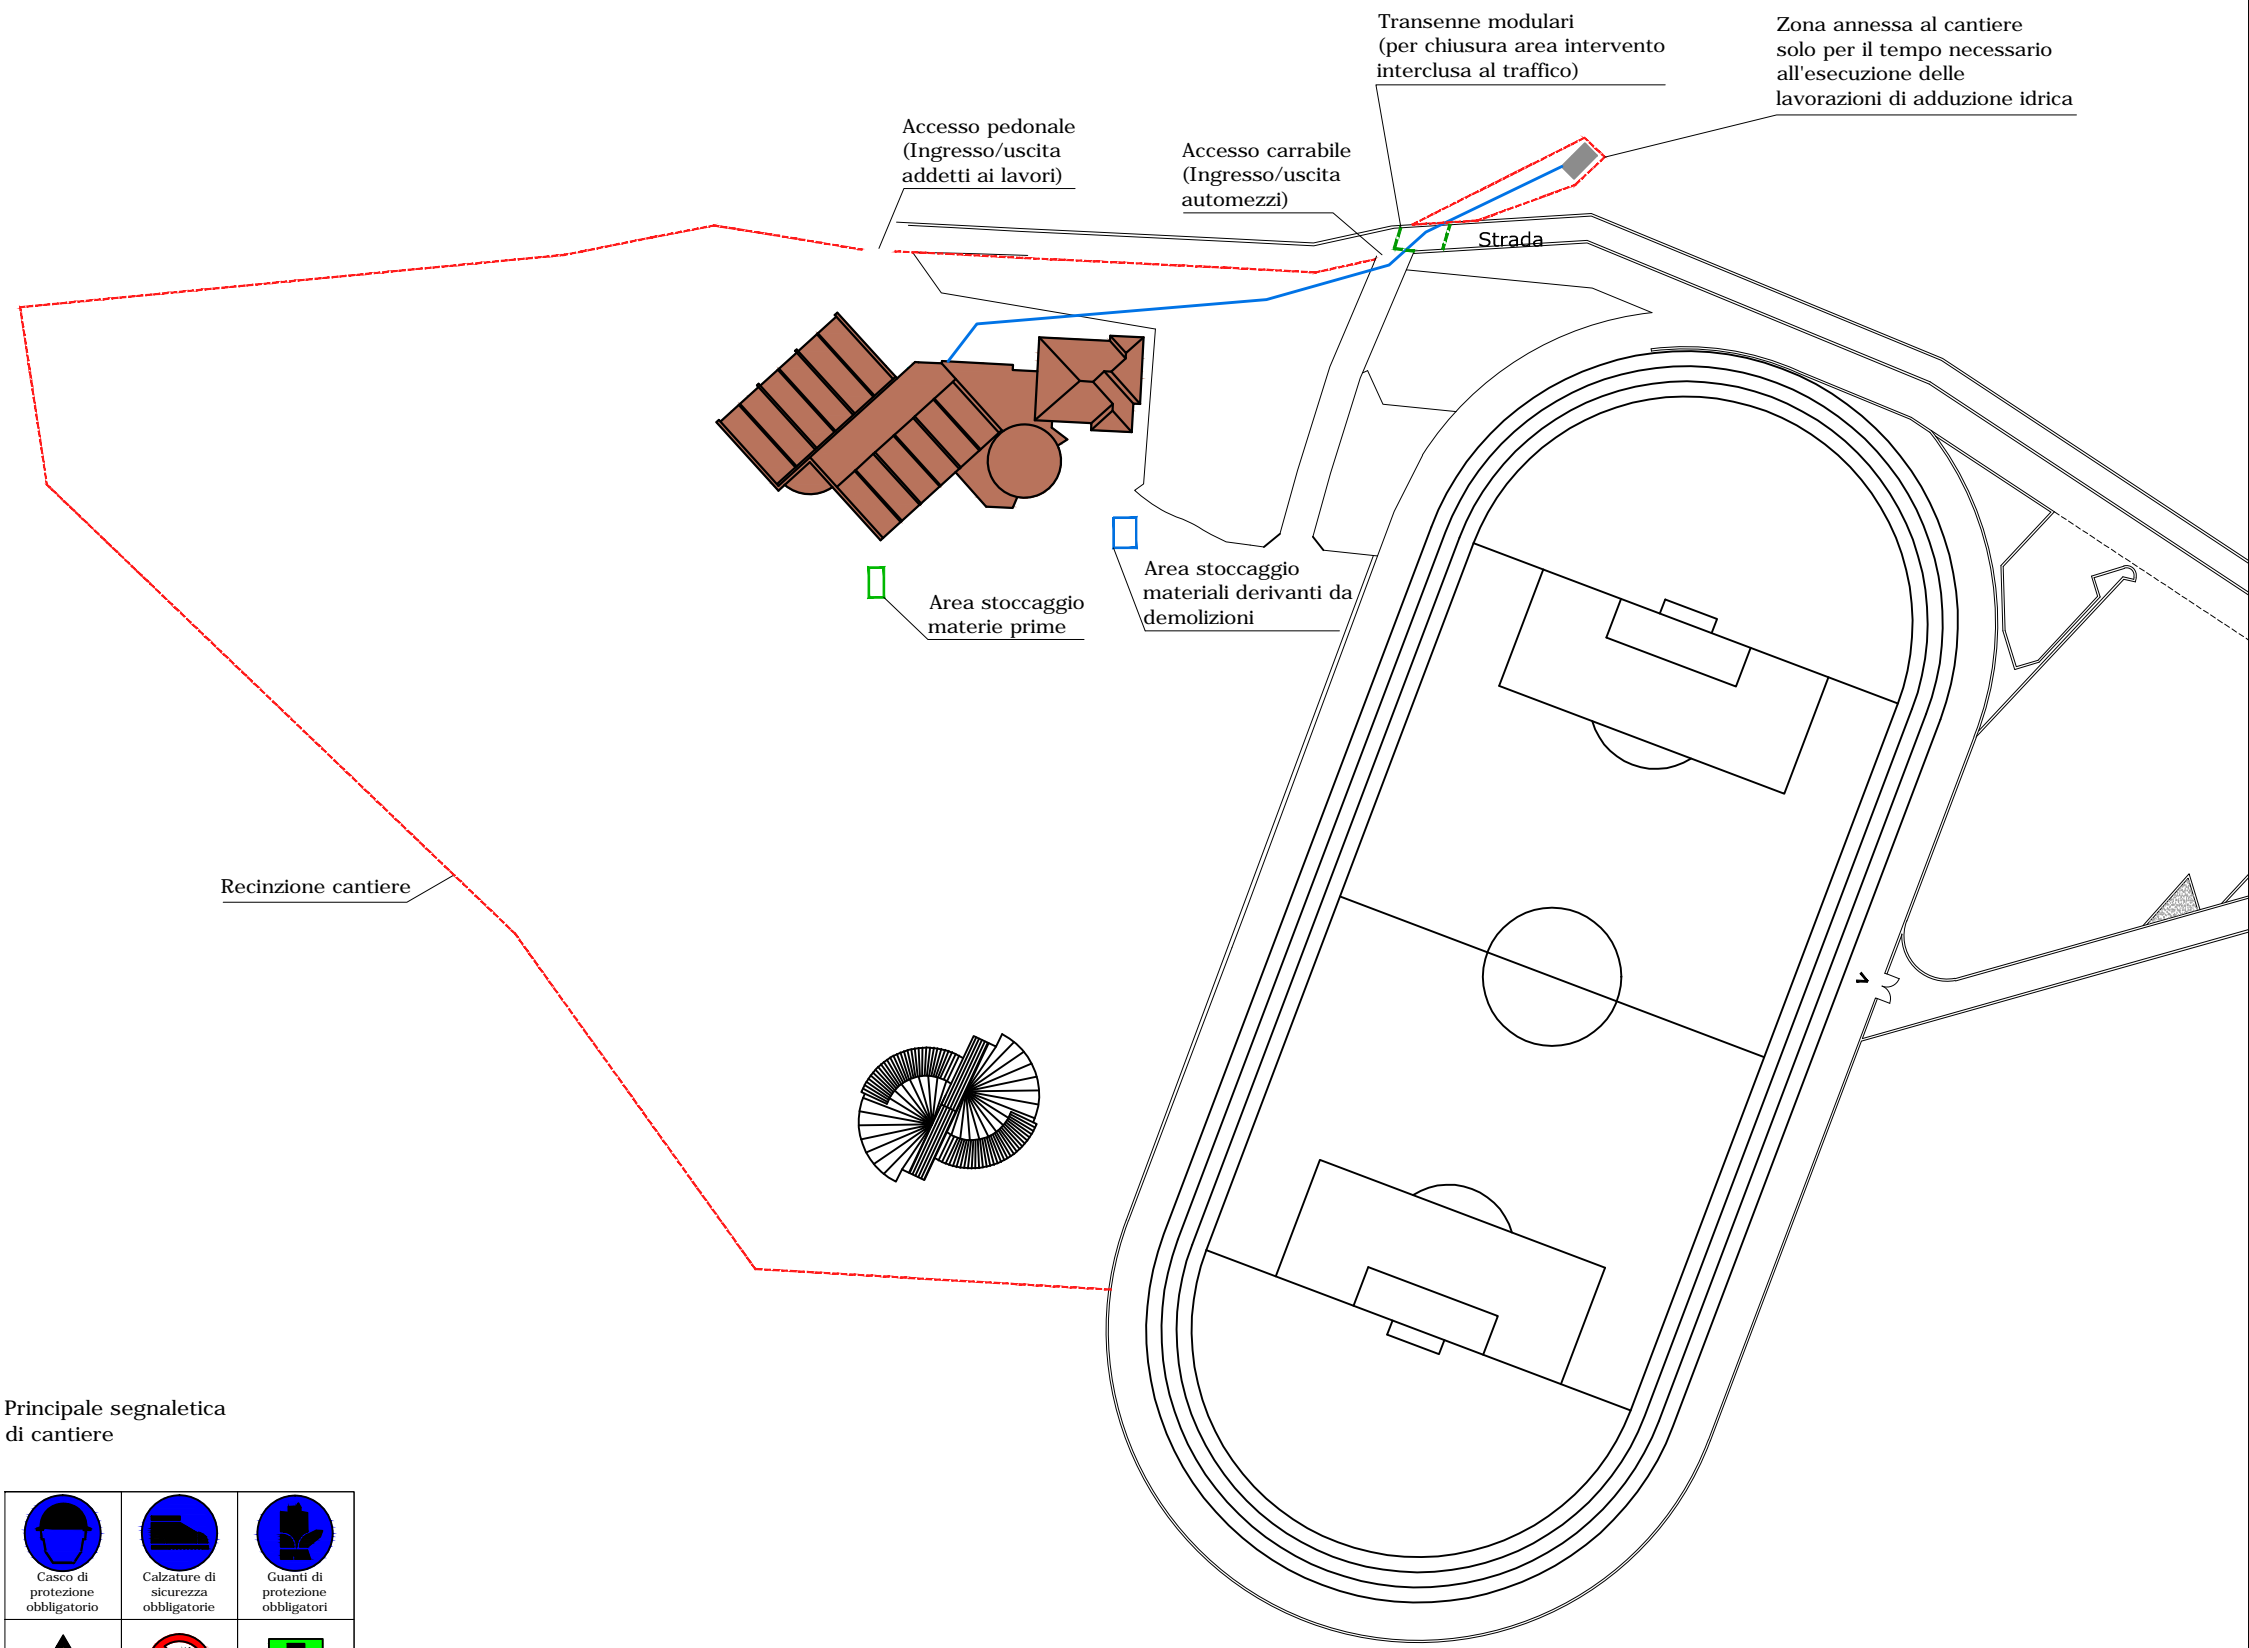 Transenne modulari
(per chiusura area intervento
interclusa al traffico)
Zona annessa al cantiere
solo per il tempo necessario
all'esecuzione delle
lavorazioni di adduzione idrica
Accesso pedonale
(Ingresso/uscita
addetti ai lavori)
Accesso carrabile
(Ingresso/uscita
automezzi)
Strada
Area stoccaggio
materiali derivanti da
demolizioni
Area stoccaggio
materie prime
Recinzione cantiere
V
Principale segnaletica
di cantiere
Casco di
protezione
obbligatorio
Calzature di
sicurezza
obbligatorie
Guanti di
protezione
obbligatori